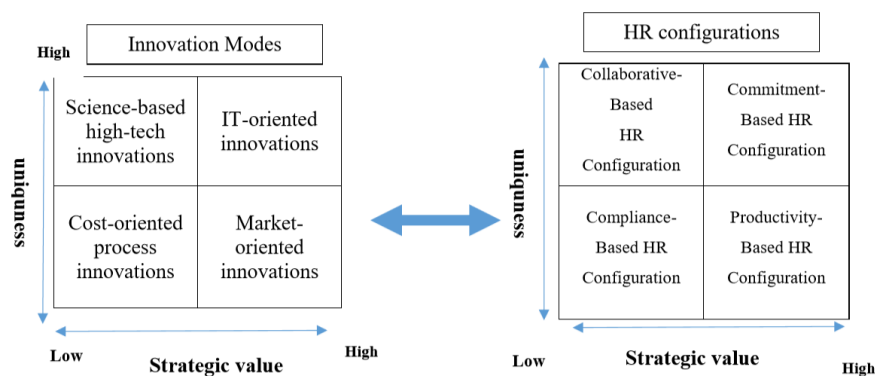 Innovation Modes
High
Science-based
high-tech
innovations
IT-oriented
innovations
uniquness
Cost-oriented
process
innovations
Market-
oriented
innovations
Low
Strategic value
High
HR configurations
Collaborative-
Based
HR
Configuration
Commitment-
Based HR
Configuration
uniquness
Compliance-
Based HR
Configuration
Productivity-
Based HR
Configuration
Low
Strategic value
High